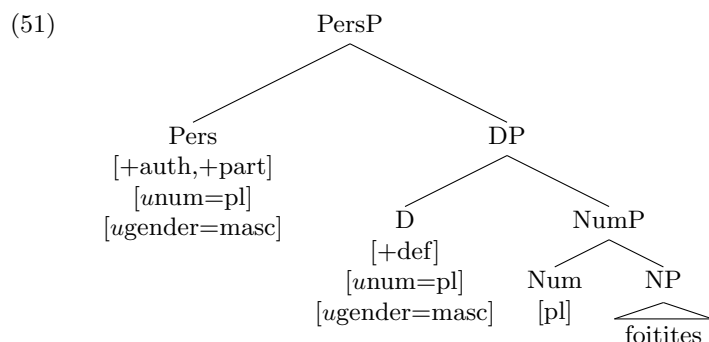 (51) PersP
Pers DP
[+auth,+part]
[unum=pl]
[ugender=masc] D NumP
[+def]
[unum=pl] Num NP
[ugender=masc] [pl]
foitites